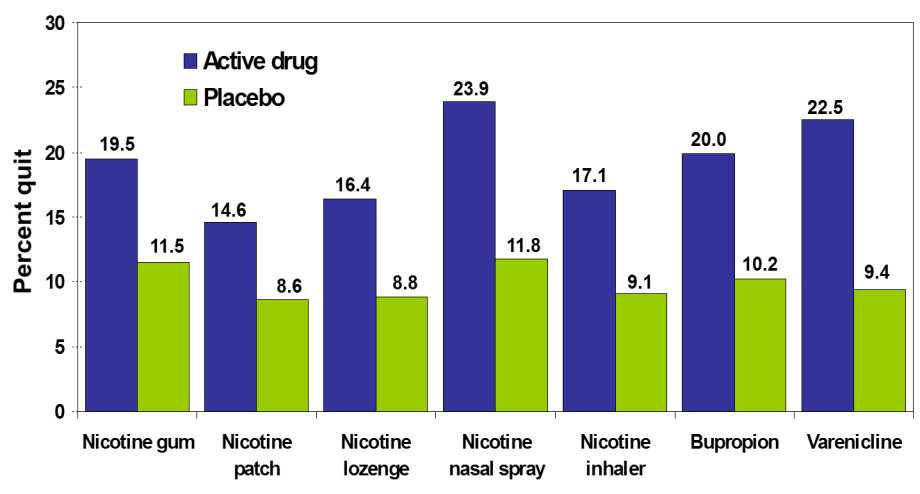 30
25
20
15
10
5
0
Percent quit
Active drug
Placebo
19.5
11.5
14.6
8.6
16.4
8.8
23.9
11.8
17.1
9.1
20.0
10.2
22.5
9.4
Nicotine gum
Nicotine
patch
Nicotine
lozenge
Nicotine
nasal spray
Nicotine
inhaler
Bupropion
Varenicline